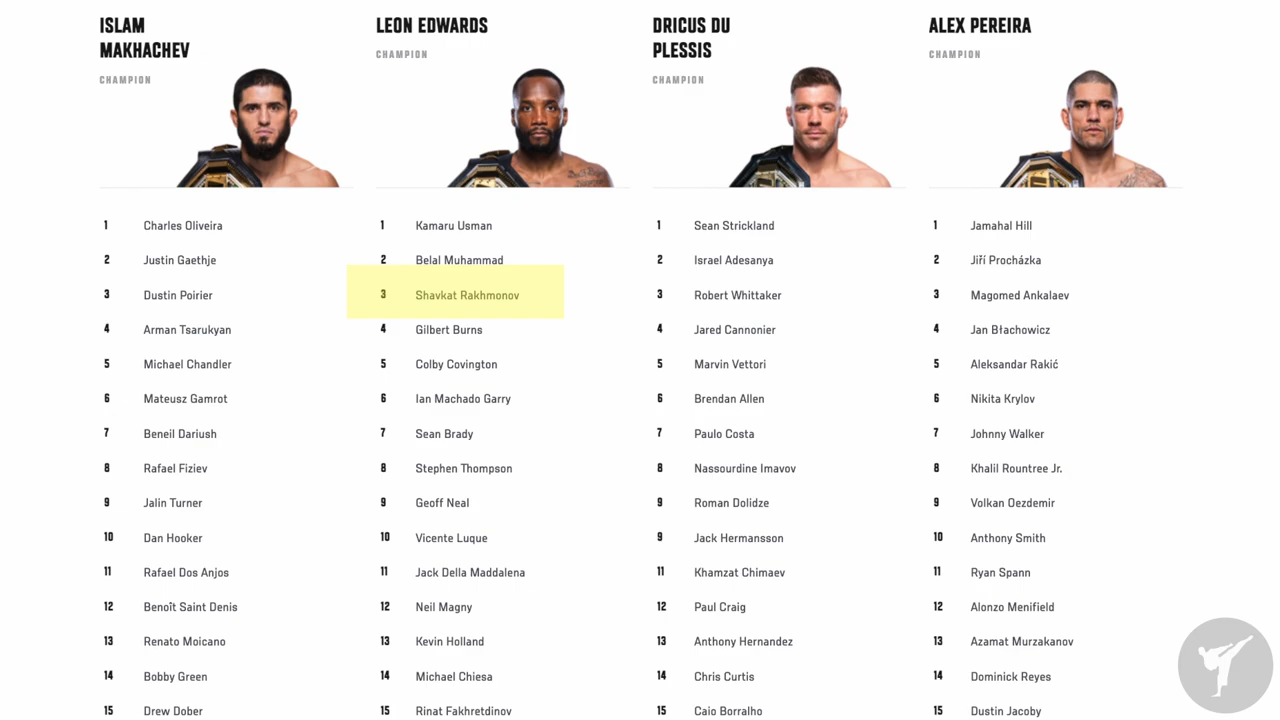 ISLAM
MAKHACHEV
CHAMPION
1 Charles Oliveira
2 Justin Gaethje
3 Dustin Poirier
4 Arman Tsarukyan
5 Michael Chandler
6 Mateusz Gamrot
7 Beneil Dariush
8 Rafael Fiziev
9 Jalin Turner
10 Dan Hooker
11 Rafael Dos Anjos
12 Benoît Saint Denis
13 Renato Moicano
14 Bobby Green
15 Drew Dober
LEON EDWARDS
CHAMPION
1 Kamaru Usman
2 Belal Muhammad
3 Shavkat Rakhmonov
4 Gilbert Burns
5 Colby Covington
6 Ian Machado Garry
7 Sean Brady
8 Stephen Thompson
9 Geoff Neal
10 Vicente Luque
11 Jack Della Maddalena
12 Neil Magny
13 Kevin Holland
14 Michael Chiesa
15 Rinat Fakhretdinov
DRICUS DU
PLESSIS
CHAMPION
1 Sean Strickland
2 Israel Adesanya
3 Robert Whittaker
4 Jared Cannonier
5 Marvin Vettori
6 Brendan Allen
7 Paulo Costa
8 Nassourdine Imavov
9 Roman Dolidze
9 Jack Hermansson
11 Khamzat Chimaev
12 Paul Craig
13 Anthony Hernandez
14 Chris Curtis
15 Caio Borralho
ALEX PEREIRA
CHAMPION
1 Jamahal Hill
2 Jiří Procházka
3 Magomed Ankalaev
4 Jan Błachowicz
5 Aleksandar Rakić
6 Nikita Krylov
7 Johnny Walker
8 Khalil Rountree Jr.
9 Volkan Oezdemir
10 Anthony Smith
11 Ryan Spann
12 Alonzo Menifield
13 Azamat Murzakanov
14 Dominick Reyes
15 Dustin Jacoby